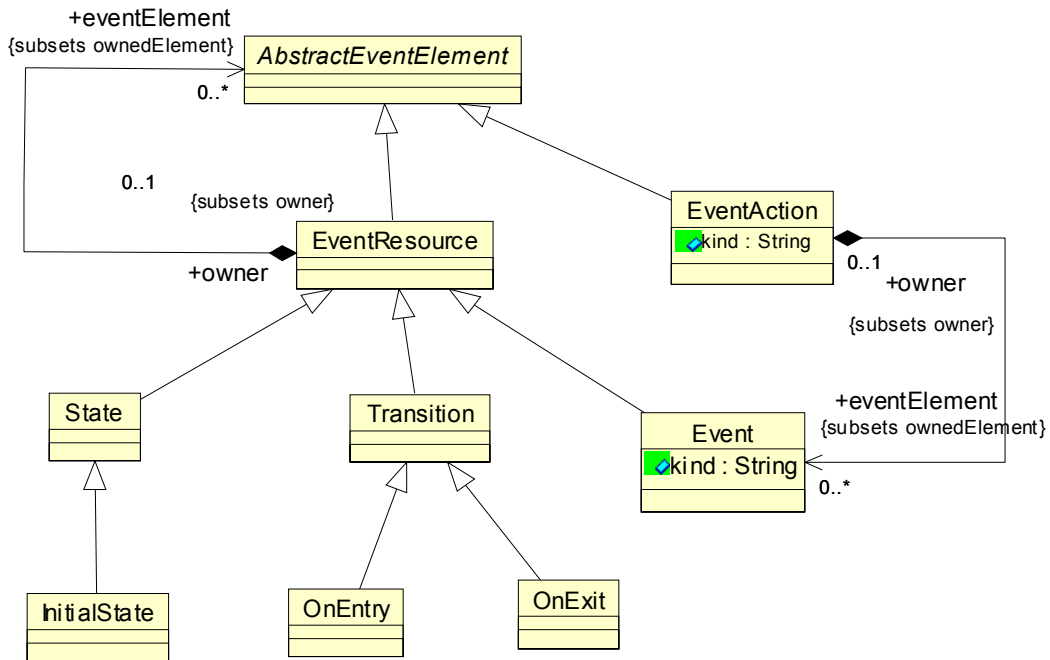 +eventElement
{subsets ownedElement}
AbstractEventElement
0..*
0..1
{subsets owner}
EventAction
kind : String
EventResource
+owner
0..1
+owner
{subsets owner}
State
Transition
+eventElement
{subsets ownedElement}
Event
kind : String
0..*
InitialState
OnEntry
OnExit